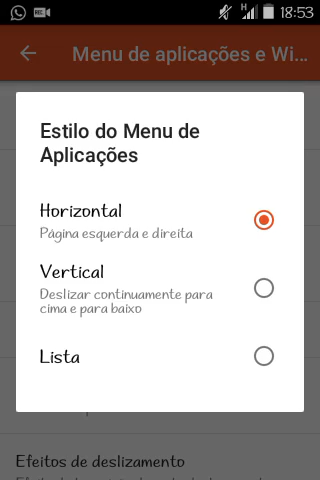 REC
H
18:53
Menu de aplicações e Wi...
Estilo do Menu de
Aplicações
Horizontal
Página esquerda e direita
Vertical
Deslizar continuamente para
cima e para baixo
Lista
Efeitos de deslizamento